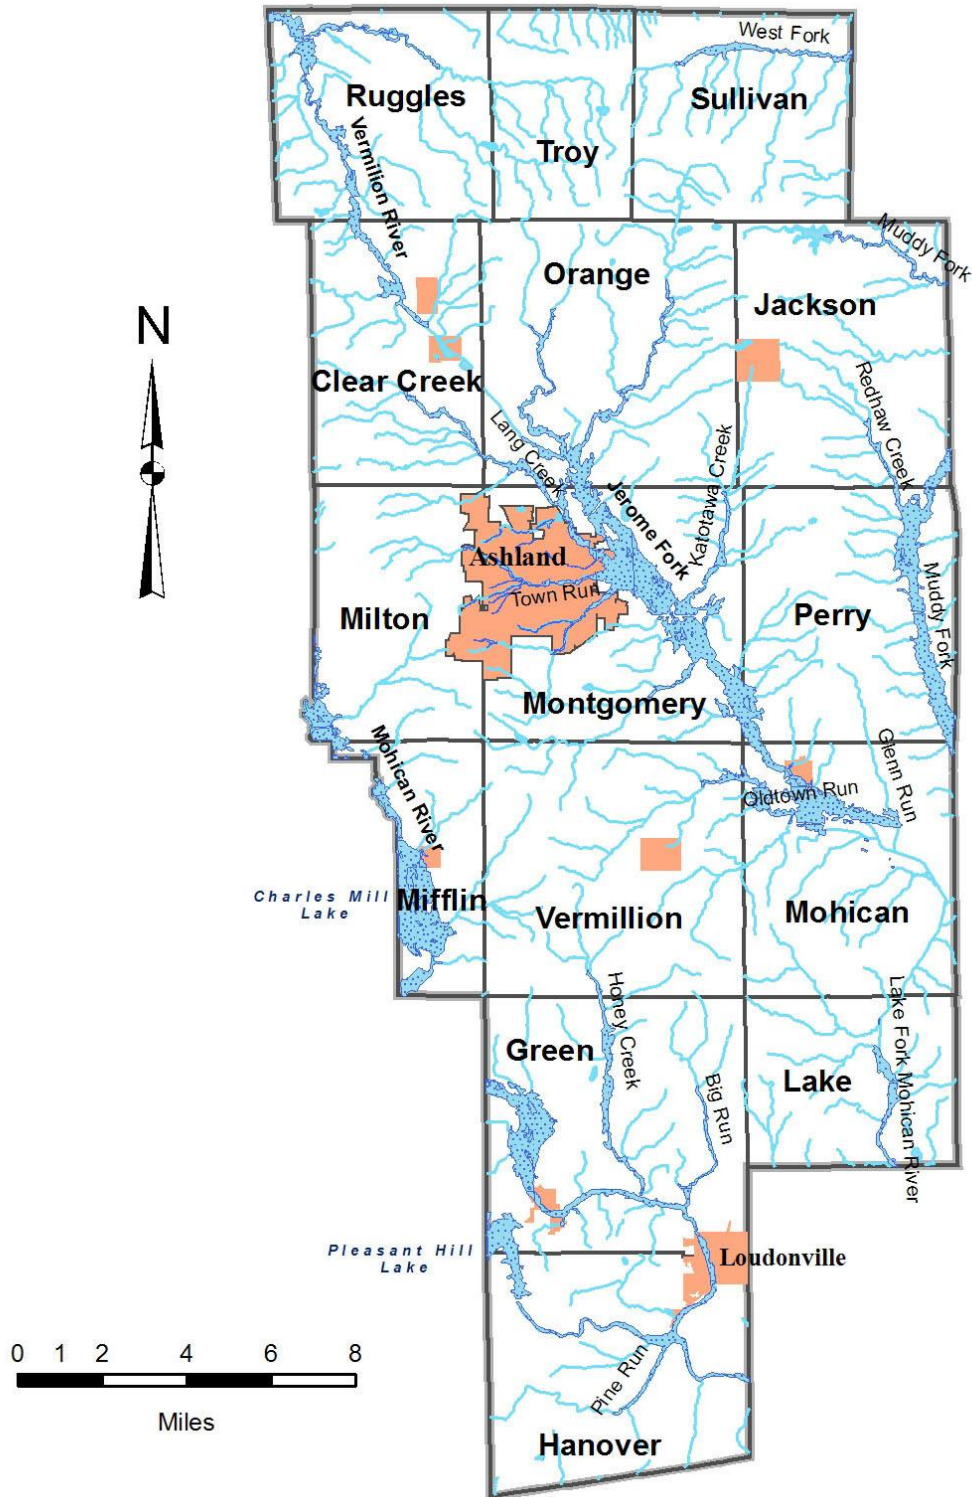 West Fork
Ruggles
Sullivan
Troy
Vermilion River
Muddy Fork
Orange
Jackson
N
Clear Creek
Redhaw Creek
Lang Creek
Katotawa Creek
Jerome Fork
Ashland
Town Run
Milton
Perry
Muddy Fork
Montgomery
Mohican River
Glenn Run
Oldtown Run
Charles Mill
Lake
Mifflin
Vermillion
Mohican
Honey Creek
Lake Fork Mohican River
Green
Big Run
Lake
Pleasant Hill
Lake
Loudonville
0 1 2 4 6 8
Miles
Pine Run
Hanover